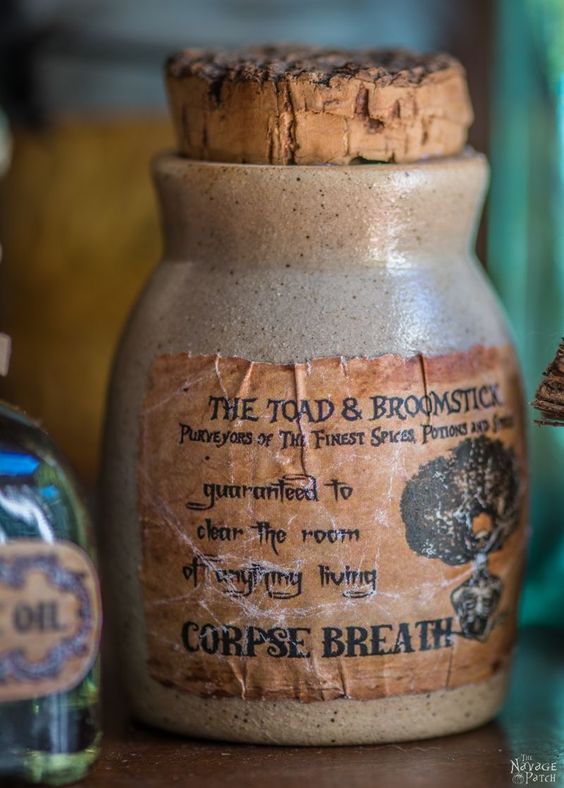 THE TOAD & BROOMSTICK
PURVEYORS OF THE FINEST SPICES, POTIONS AND
guaranteed to
clear the room
of anything living
CORPSE BREATH
OIL
THE
NAVAGE
PATCH